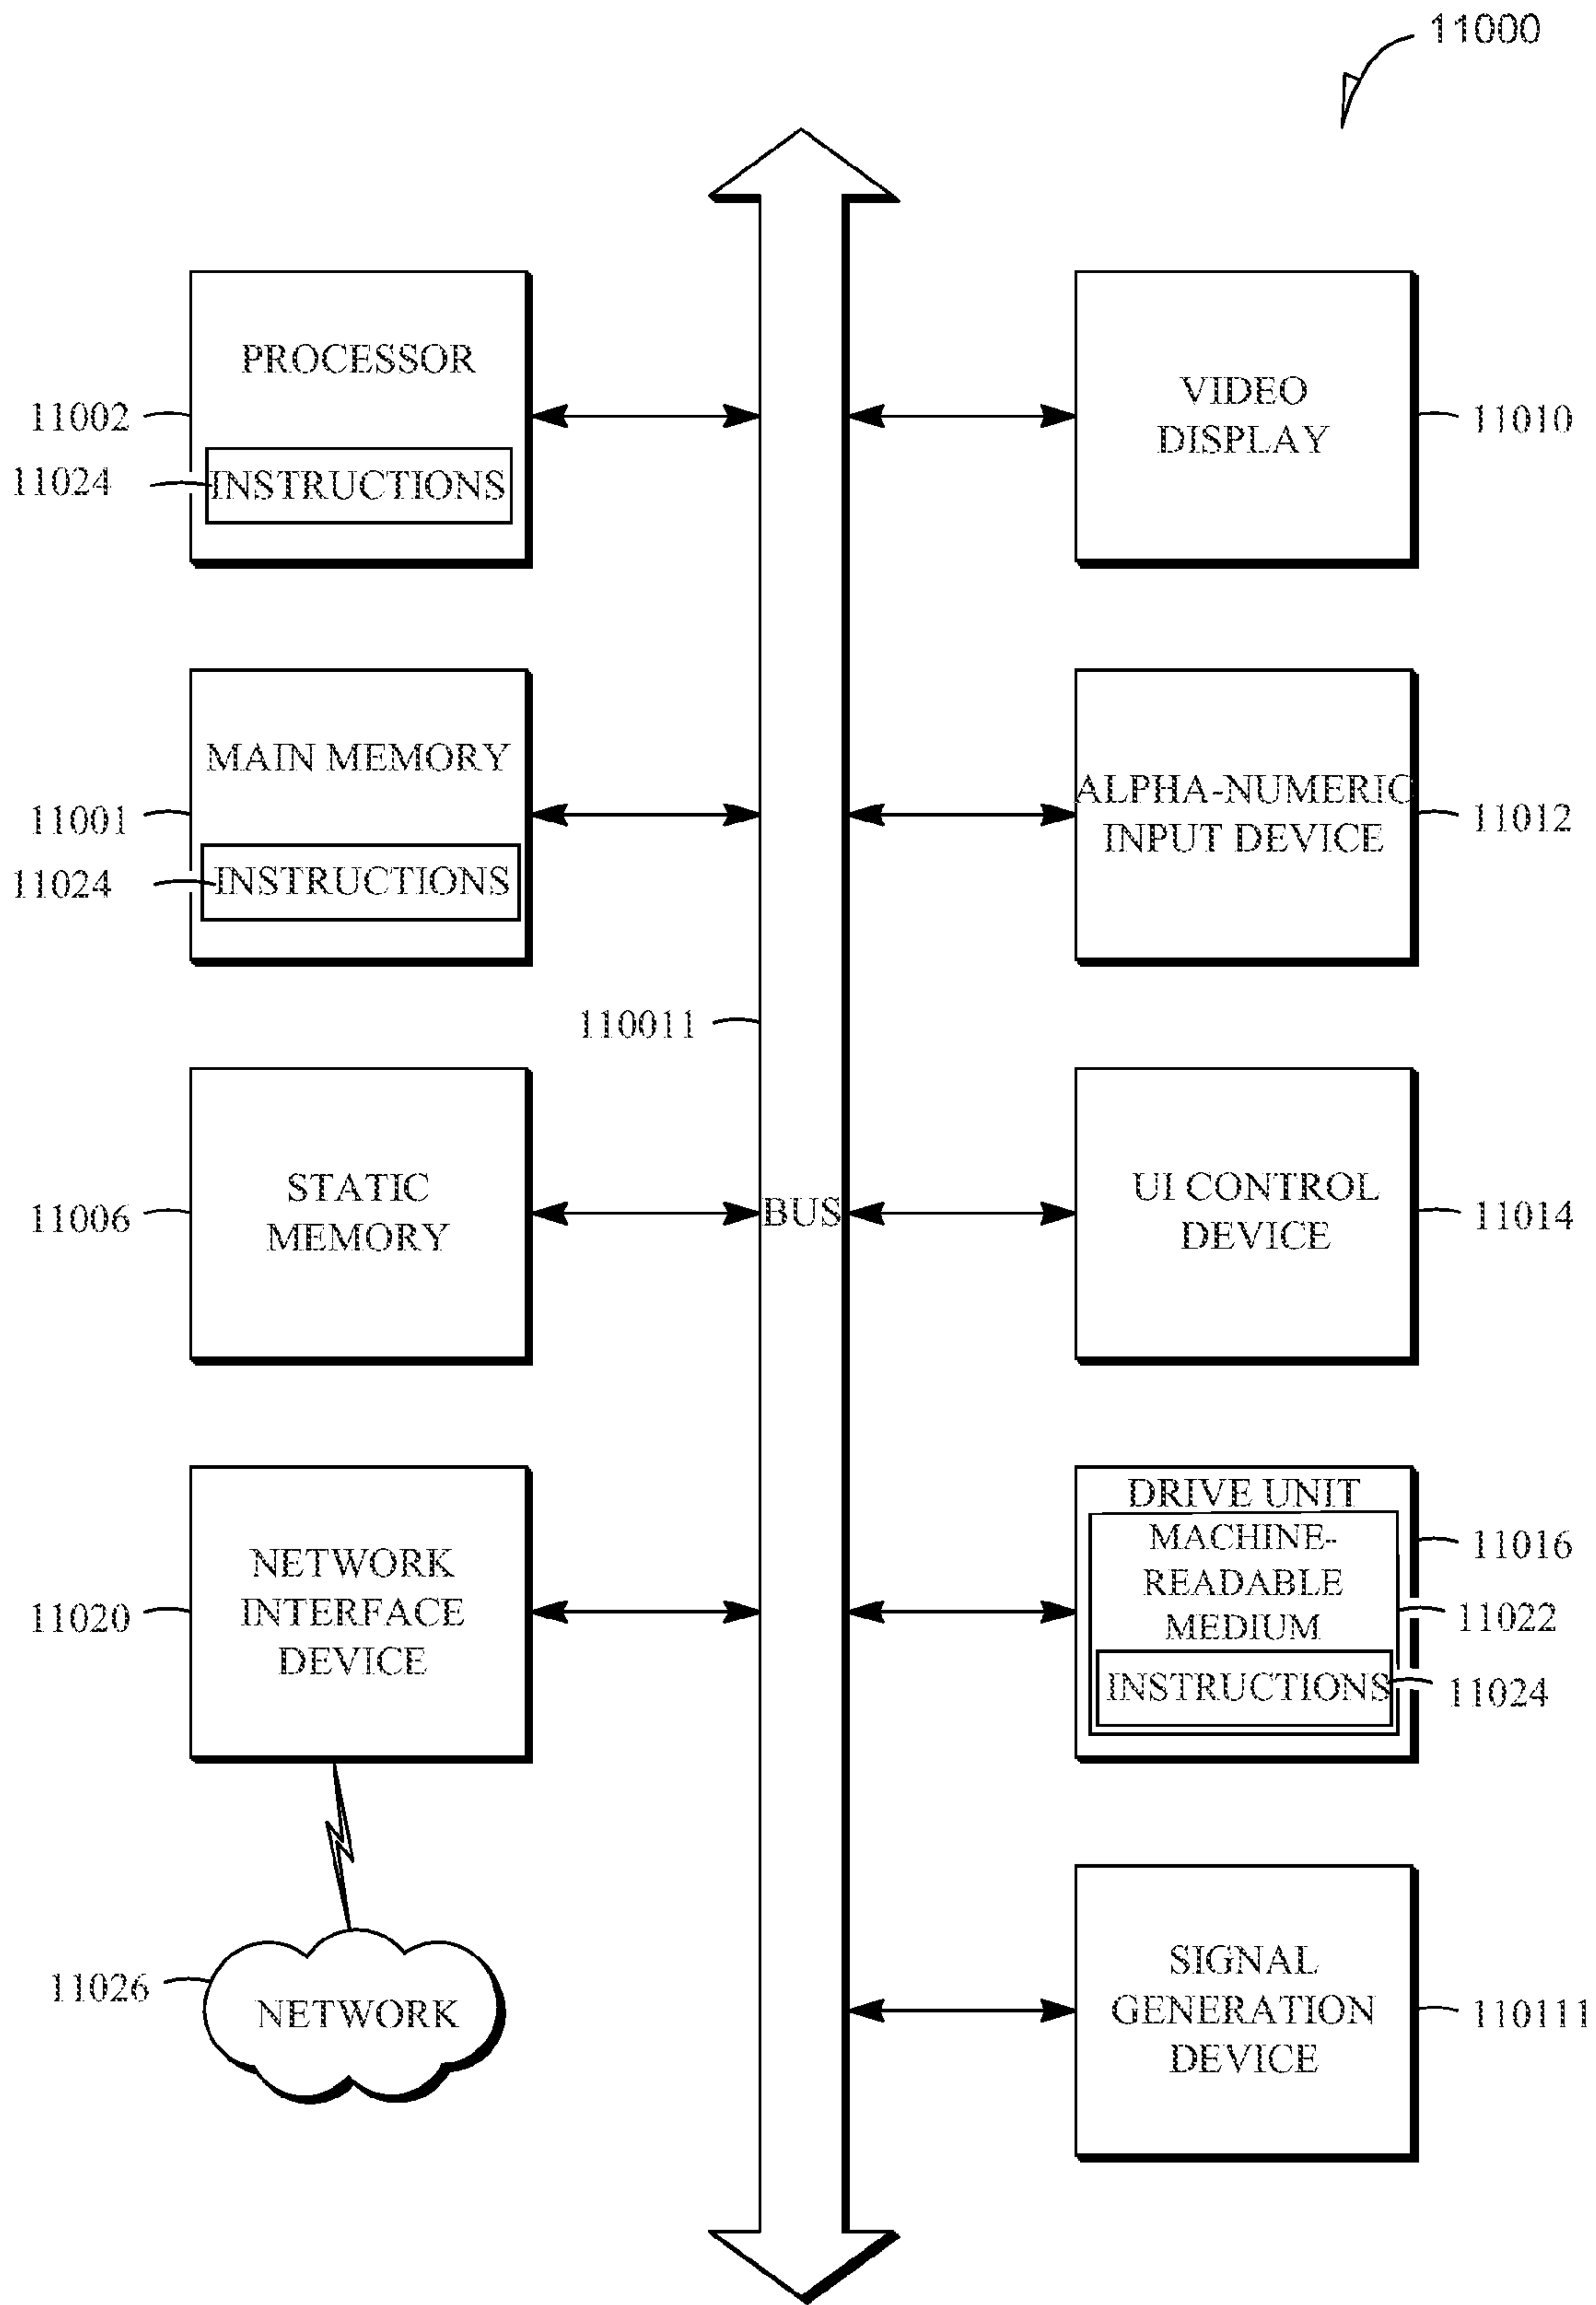 11000
PROCESSOR
11002
11024
INSTRUCTIONS
VIDEO
DISPLAY
11010
MAIN MEMORY
11001
11024
INSTRUCTIONS
ALPHA-NUMERIC
INPUT DEVICE
11012
110011
BUS
STATIC
MEMORY
11006
UI CONTROL
DEVICE
11014
NETWORK
INTERFACE
DEVICE
11020
DRIVE UNIT
MACHINE-
READABLE
MEDIUM
INSTRUCTIONS
11016
11022
11024
11026
NETWORK
SIGNAL
GENERATION
DEVICE
110111